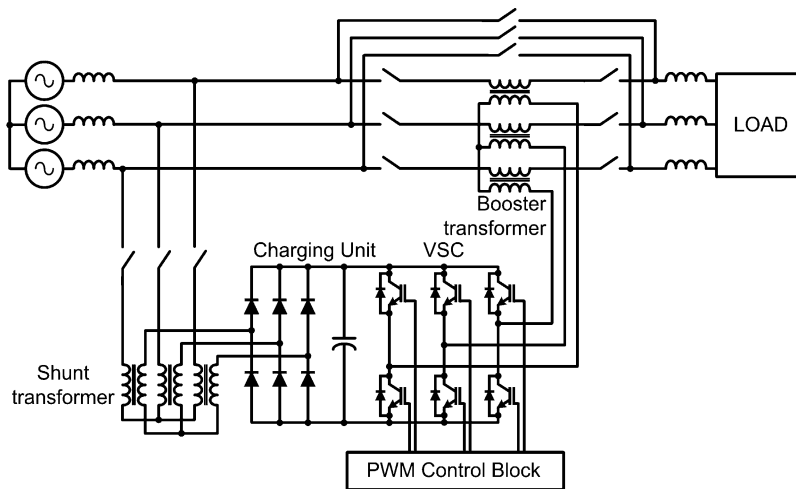 LOAD
Booster
transformer
Charging Unit
VSC
Shunt
transformer
PWM Control Block